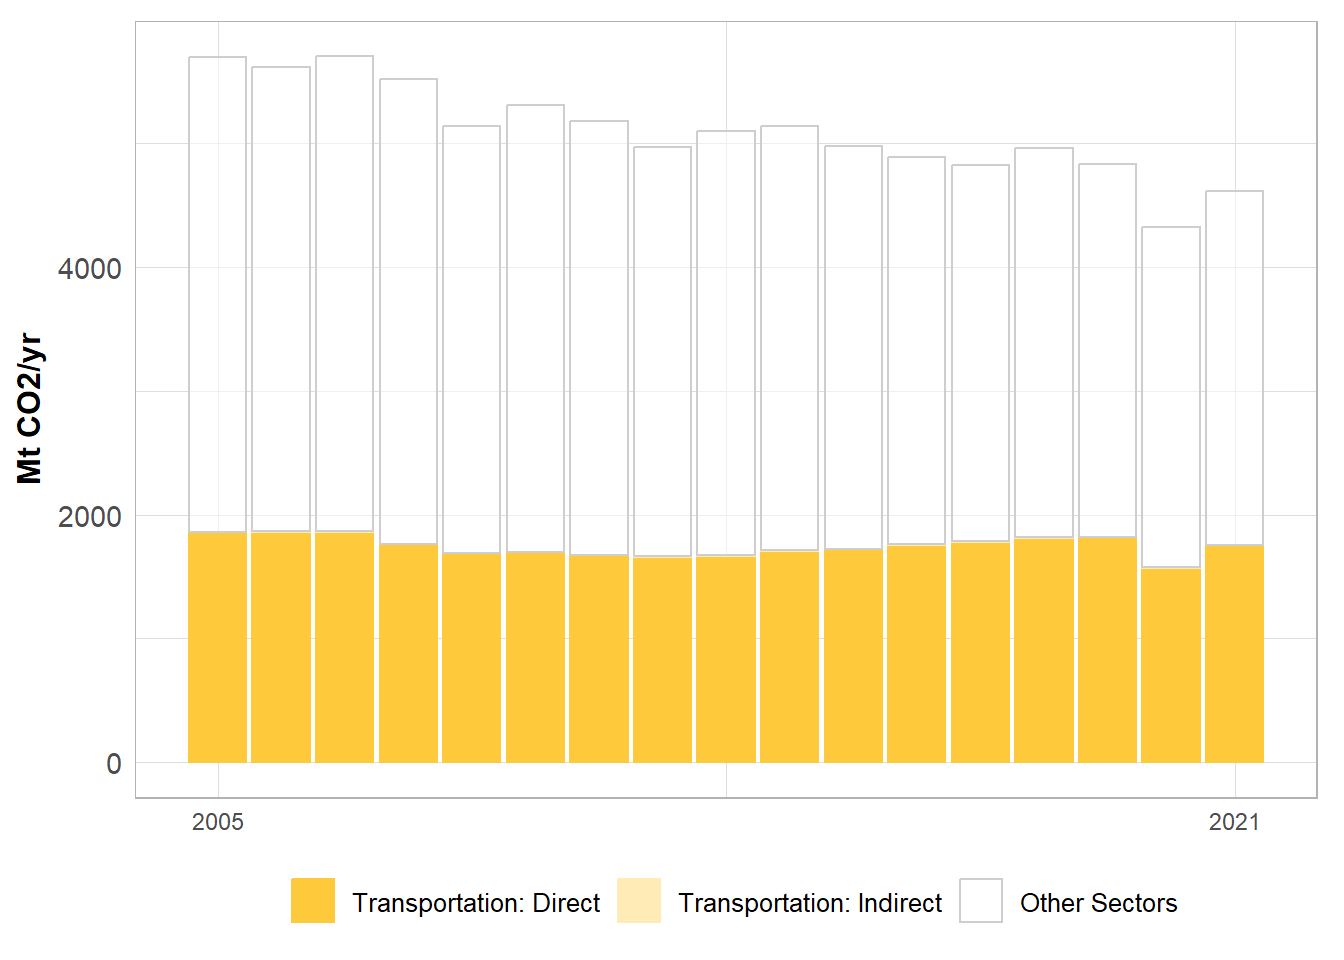 Mt CO2/yr
4000
2000
0
2005
2021
Transportation: Direct
Transportation: Indirect
Other Sectors